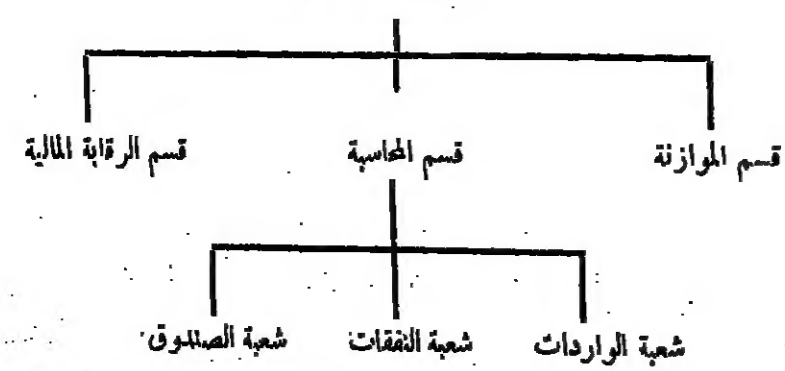 قسم الموازنة قسم المحاسبة قسم الرقابة المالية
شعبة الواردات شعبة النفقات شعبة الصندوق